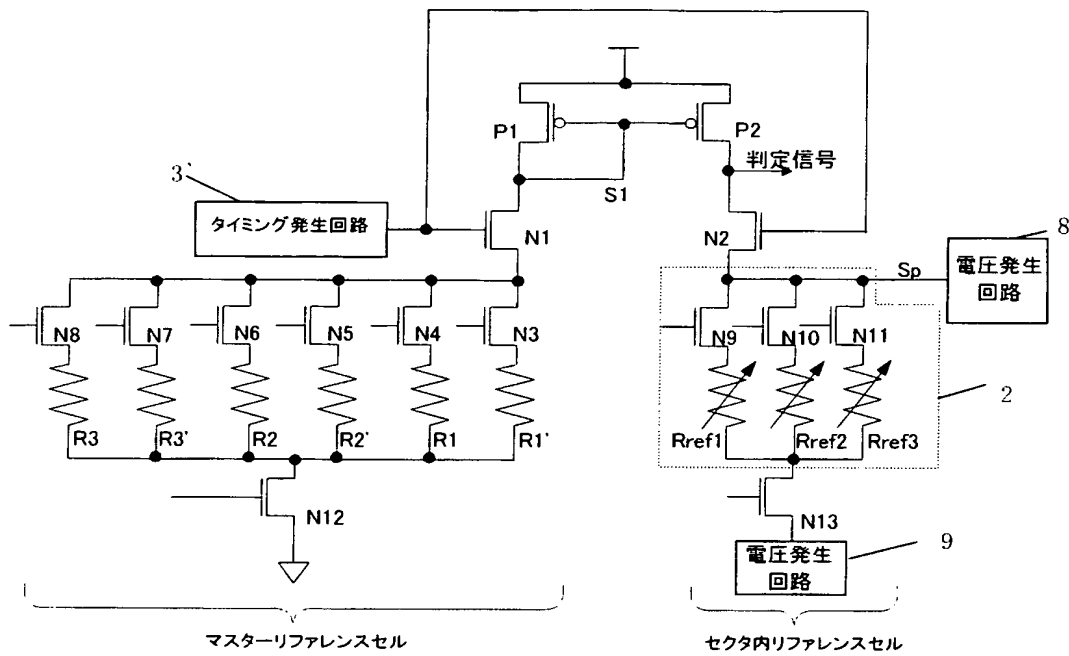 P1
P2
判定信号
3`
S1
タイミング発生回路
N1
N2
8
Sp
電圧発生
回路
N8
N7
N6
N5
N4
N3
N9
N10
N11
2
R3
R3'
R2
R2'
R1
R1'
Rref1
Rref2
Rref3
N12
N13
9
電圧発生
回路
マスターリファレンスセル
セクタ内リファレンスセル